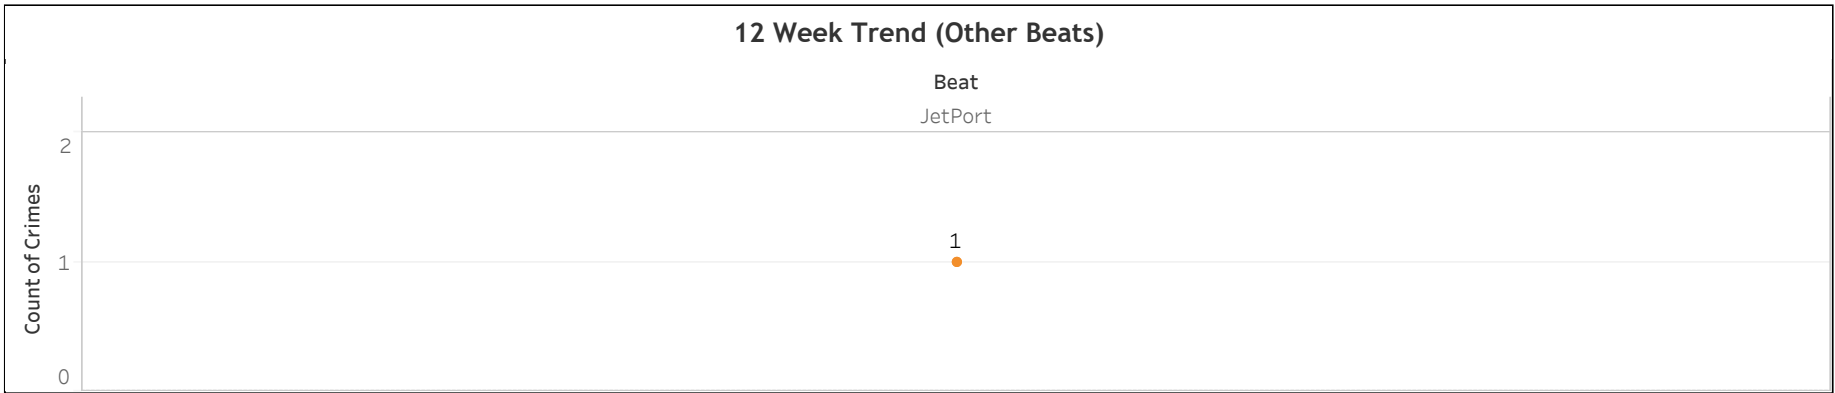 12 Week Trend (Other Beats)
Beat
JetPort
2
1
1
0
Count of Crimes